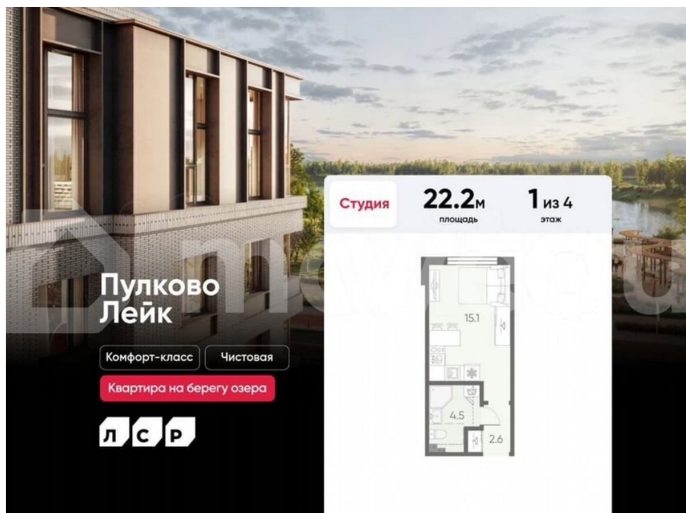 Пулково
Лейк
Комфорт-класс
Чистовая
Квартира на берегу озера
ЛСР
Студия
22.2м
площадь
1 из 4
этаж
15.1
4.5
2.6